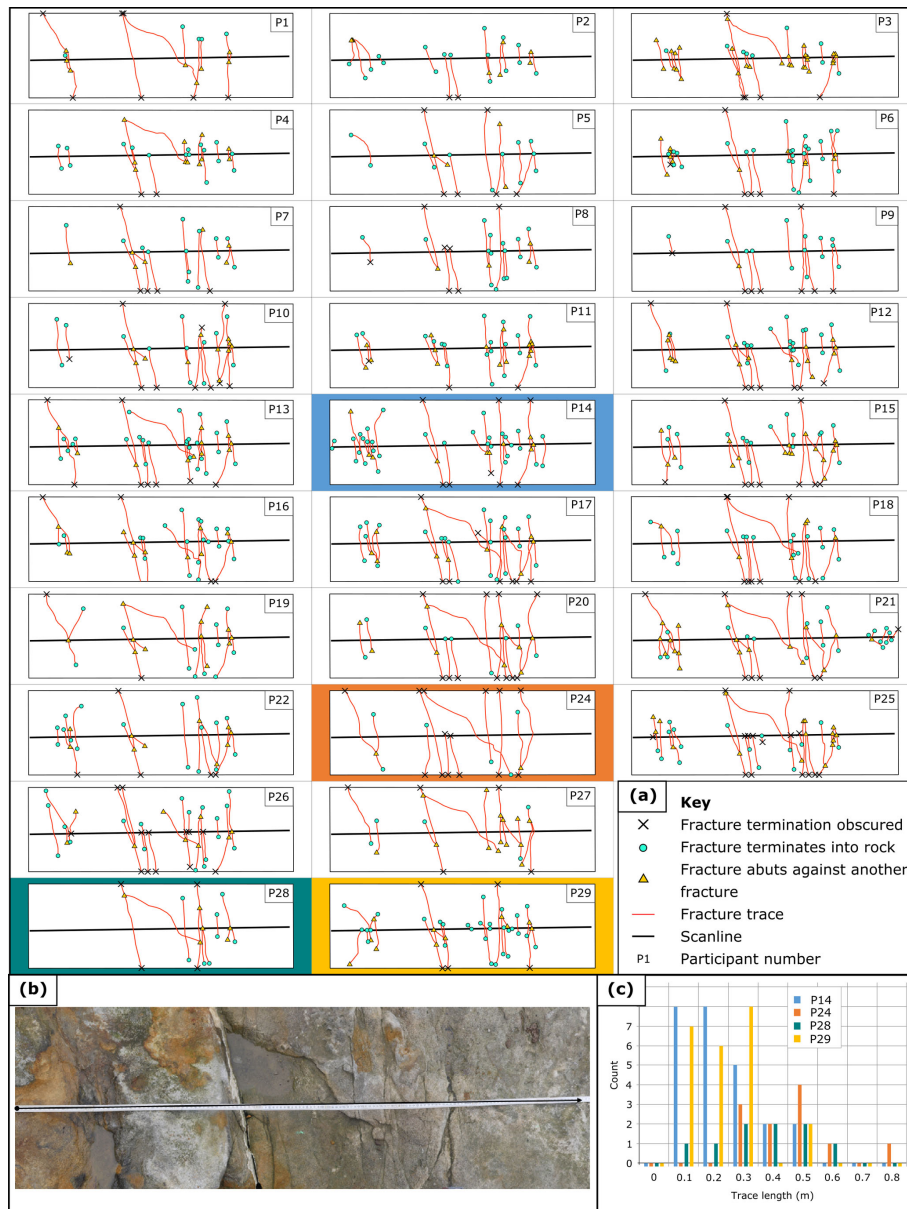 P1
P2
P3
P4
P5
P6
P7
P8
P9
P10
P11
P12
P13
P14
P15
P16
P17
P18
P19
P20
P21
P22
P24
P25
P26
P27
(a)
Key
Fracture termination obscured
Fracture terminates into rock
Fracture abuts against another
fracture
Fracture trace
Scanline
P1 Participant number
P28
P29
(b)
(c)
P14
P24
P28
P29
Count
7
6
5
4
3
2
1
0
0 0.1 0.2 0.3 0.4 0.5 0.6 0.7 0.8
Trace length (m)